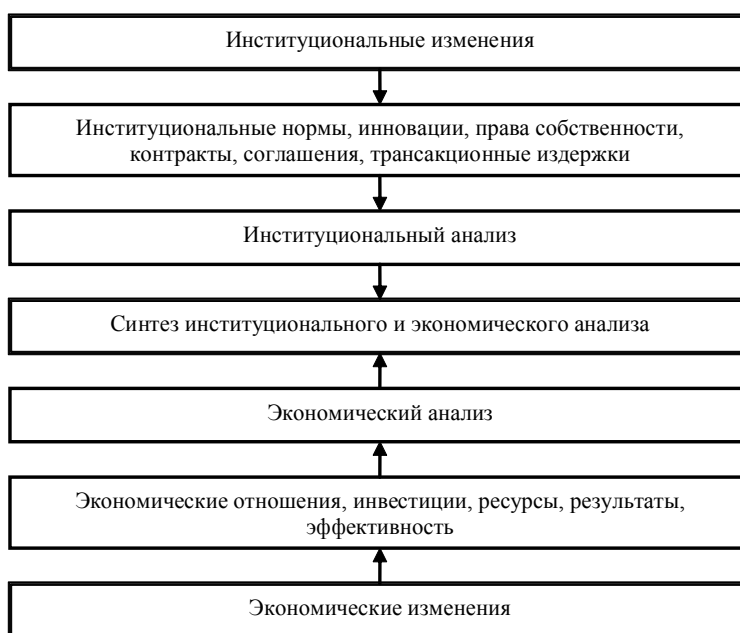 Институциональные изменения
Институциональные нормы, инновации, права собственности,
контракты, соглашения, трансакционные издержки
Институциональный анализ
Синтез институционального и экономического анализа
Экономический анализ
Экономические отношения, инвестиции, ресурсы, результаты,
эффективность
Экономические изменения